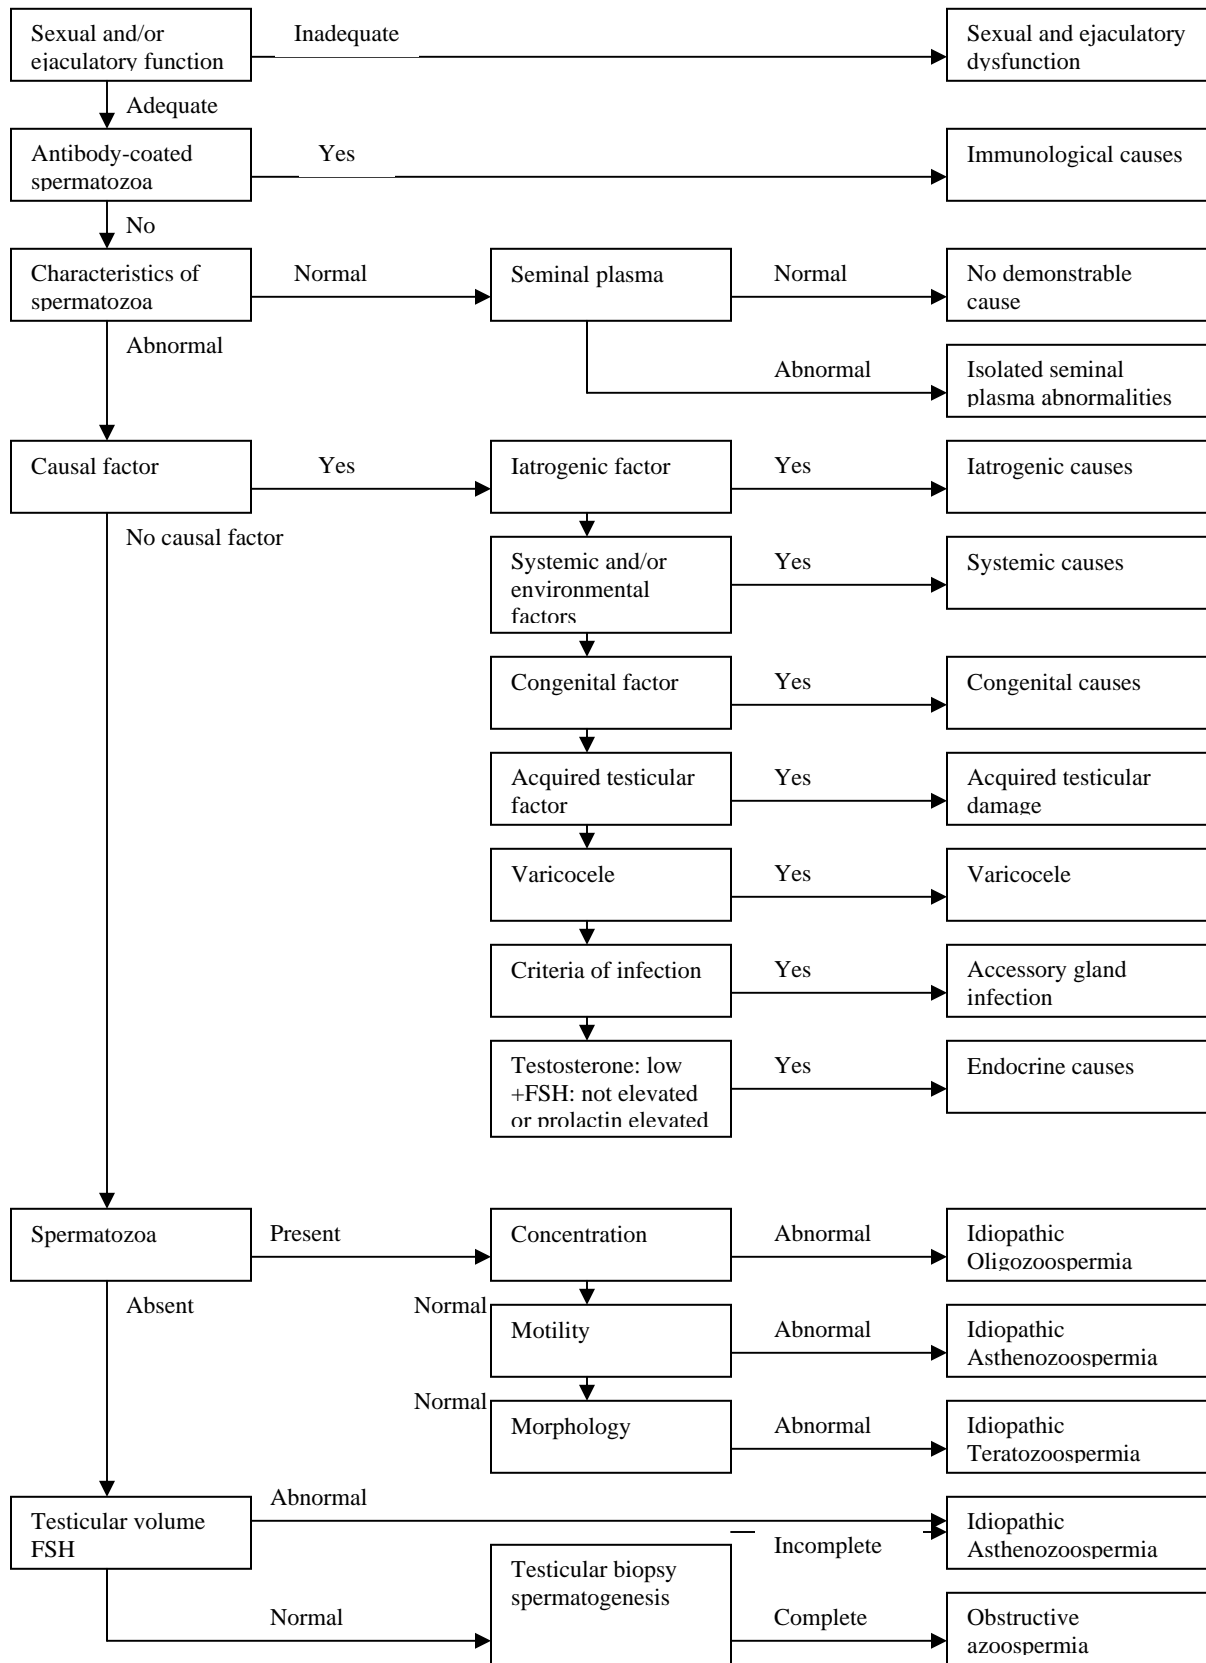 Sexual and/or
ejaculatory function
Inadequate
Sexual and ejaculatory
dysfunction
Adequate
Antibody-coated
spermatozoa
Yes
Immunological causes
No
Characteristics of
spermatozoa
Normal
Seminal plasma
Normal
No demonstrable
cause
Abnormal
Abnormal
Isolated seminal
plasma abnormalities
Causal factor
Yes
Iatrogenic factor
Yes
Iatrogenic causes
No causal factor
Systemic and/or
environmental
factors
Yes
Systemic causes
Congenital factor
Yes
Congenital causes
Acquired testicular
factor
Yes
Acquired testicular
damage
Varicocele
Yes
Varicocele
Criteria of infection
Yes
Accessory gland
infection
Testosterone: low
+FSH: not elevated
or prolactin elevated
Yes
Endocrine causes
Spermatozoa
Present
Concentration
Abnormal
Idiopathic
Oligozoospermia
Absent
Normal
Motility
Abnormal
Idiopathic
Asthenozoospermia
Normal
Morphology
Abnormal
Idiopathic
Teratozoospermia
Testicular volume
FSH
Abnormal
Incomplete
Idiopathic
Asthenozoospermia
Normal
Testicular biopsy
spermatogenesis
Complete
Obstructive
azoospermia